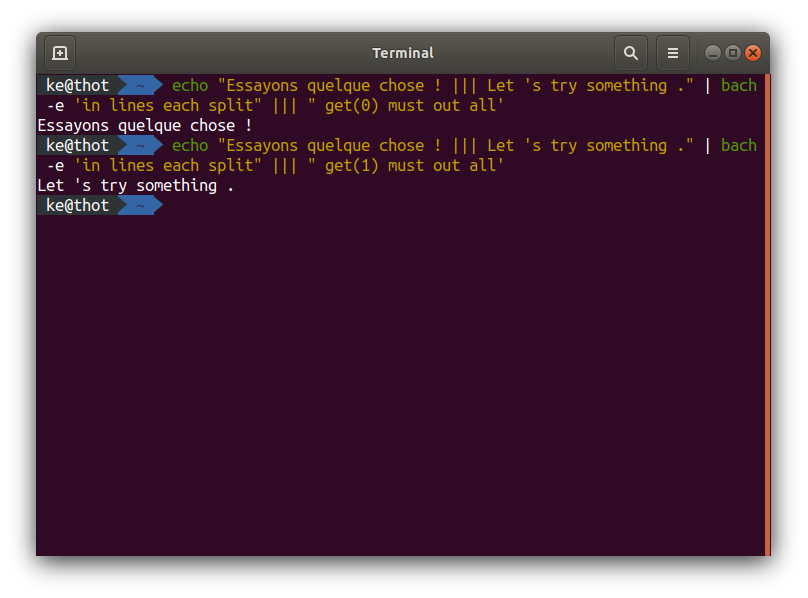 Terminal
ke@thot ~ echo "Essayons quelque chose ! ||| Let 's try something ." | bach
-e 'in lines each split" ||| " get(0) must out all'
Essayons quelque chose !
ke@thot ~ echo "Essayons quelque chose ! ||| Let 's try something ." | bach
-e 'in lines each split" ||| " get(1) must out all'
Let 's try something .
ke@thot ~